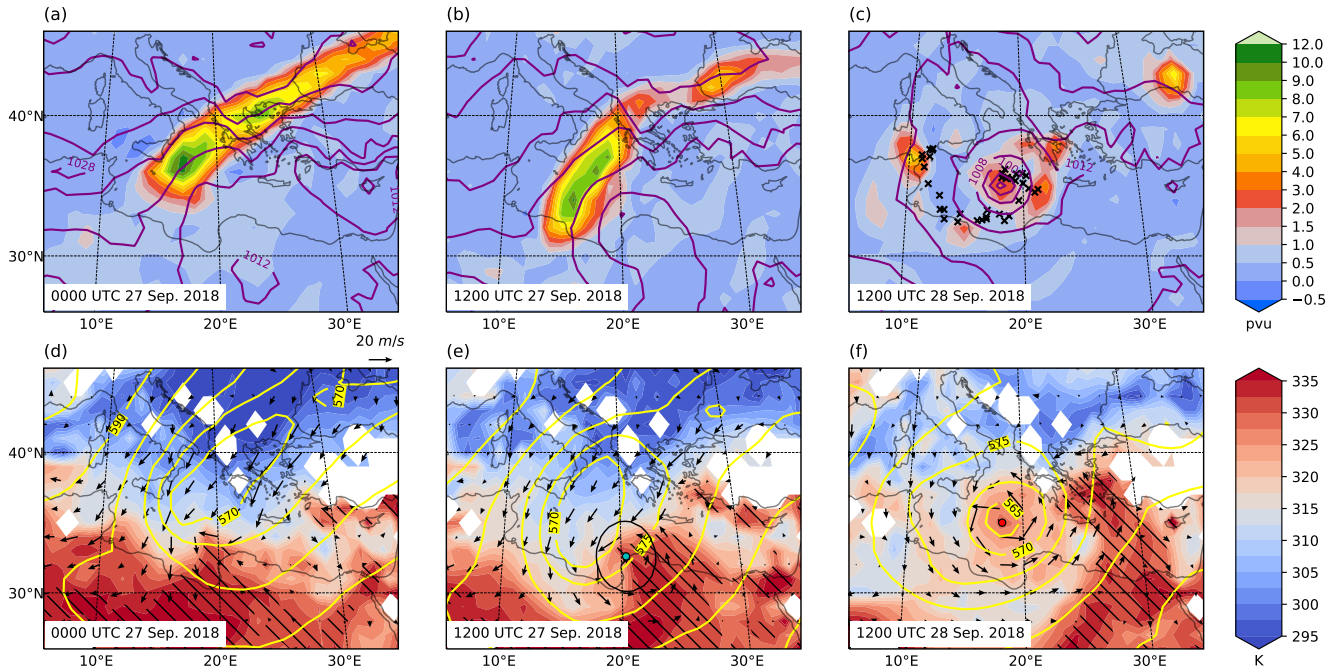 (a)
(b)
(c)
40°N
30°N
1028
1012
1012
1008
1012
0000 UTC 27 Sep. 2018
1200 UTC 27 Sep. 2018
1200 UTC 28 Sep. 2018
10°E
20°E
30°E
10°E
20°E
30°E
10°E
20°E
30°E
12.0
10.0
9.0
8.0
7.0
6.0
5.0
4.0
3.0
2.0
1.5
1.0
0.5
0.0
−0.5
pvu
20 m/s
(d)
(e)
(f)
40°N
30°N
590
570
570
570
575
575
565
570
0000 UTC 27 Sep. 2018
1200 UTC 27 Sep. 2018
1200 UTC 28 Sep. 2018
10°E
20°E
30°E
10°E
20°E
30°E
10°E
20°E
30°E
335
330
325
320
315
310
305
300
295
K